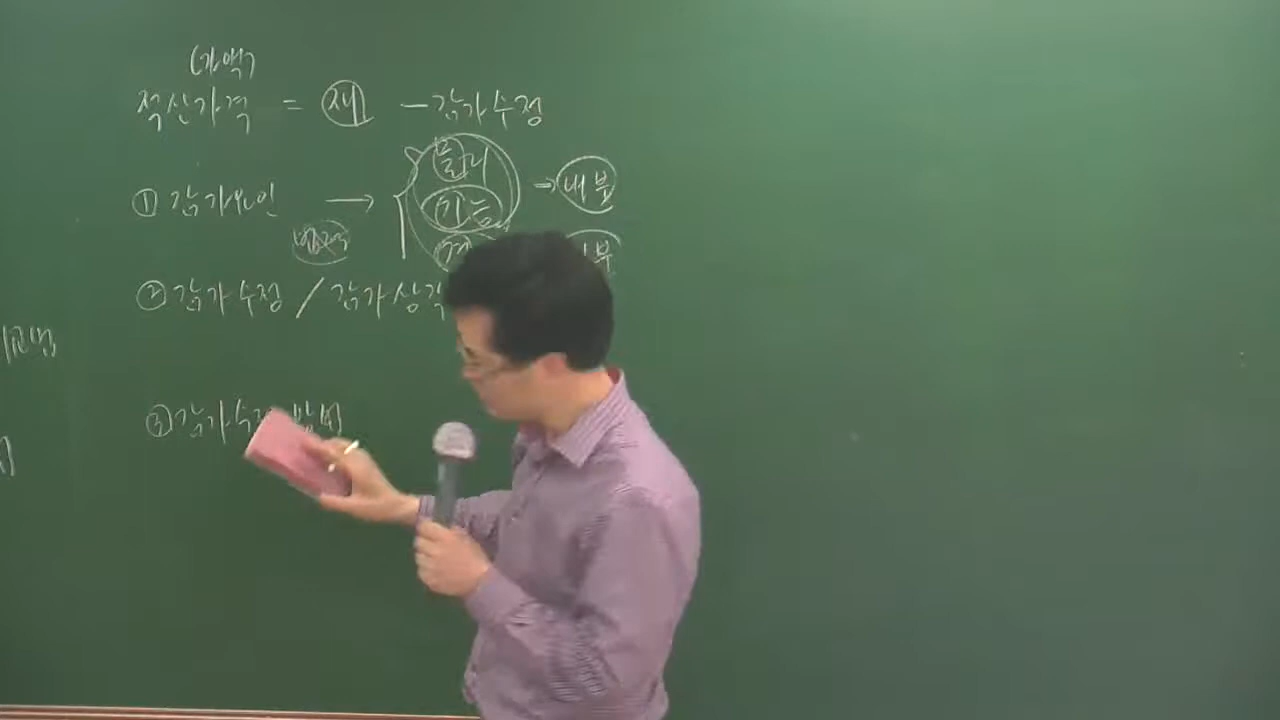 (가액)
적산가격 = 재 - 감가수정
물리
① 감가요인 → 기능 → 내부
경 부
② 감가수정 / 감가상각
③ 감가수정 방법